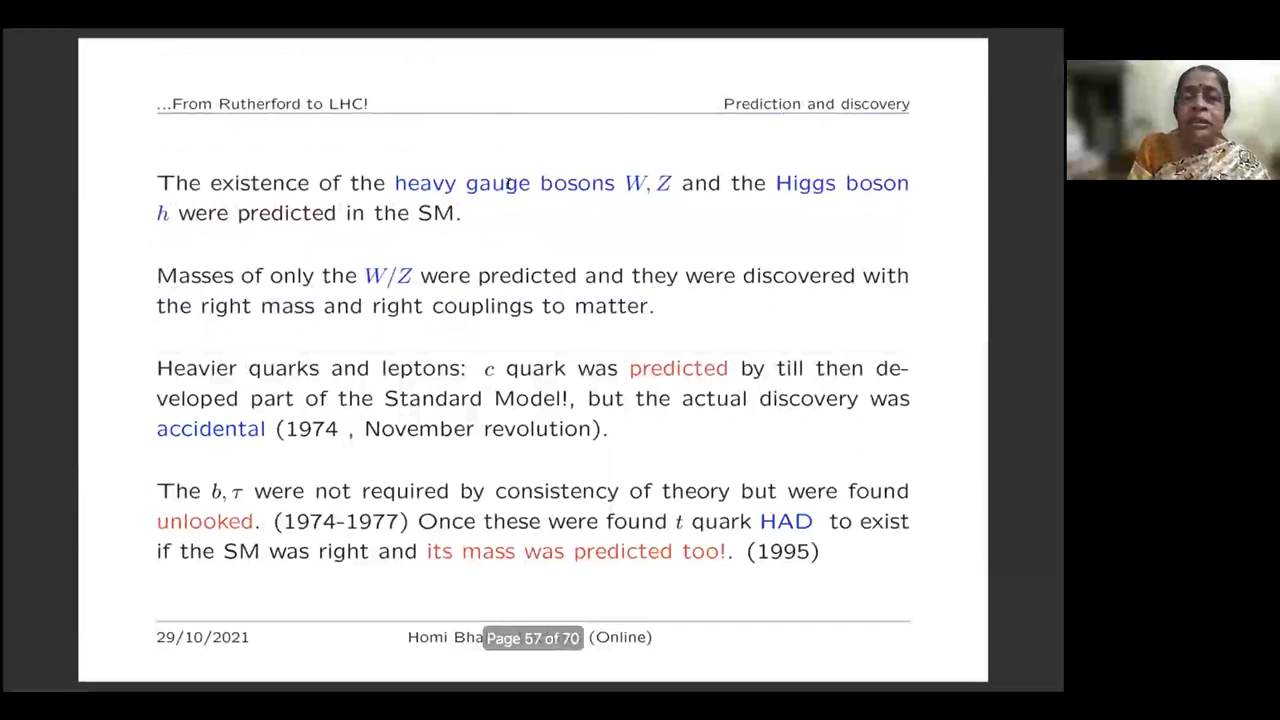 ...From Rutherford to LHC!
Prediction and discovery
The existence of the heavy gauge bosons W, Z and the Higgs boson
h were predicted in the SM.
Masses of only the W/Z were predicted and they were discovered with
the right mass and right couplings to matter.
Heavier quarks and leptons: c quark was predicted by till then de-
veloped part of the Standard Model!, but the actual discovery was
accidental (1974 , November revolution).
The b, τ were not required by consistency of theory but were found
unlooked. (1974-1977) Once these were found t quark HAD to exist
if the SM was right and its mass was predicted too!. (1995)
29/10/2021
Homi (Online)
Page 57 of 70